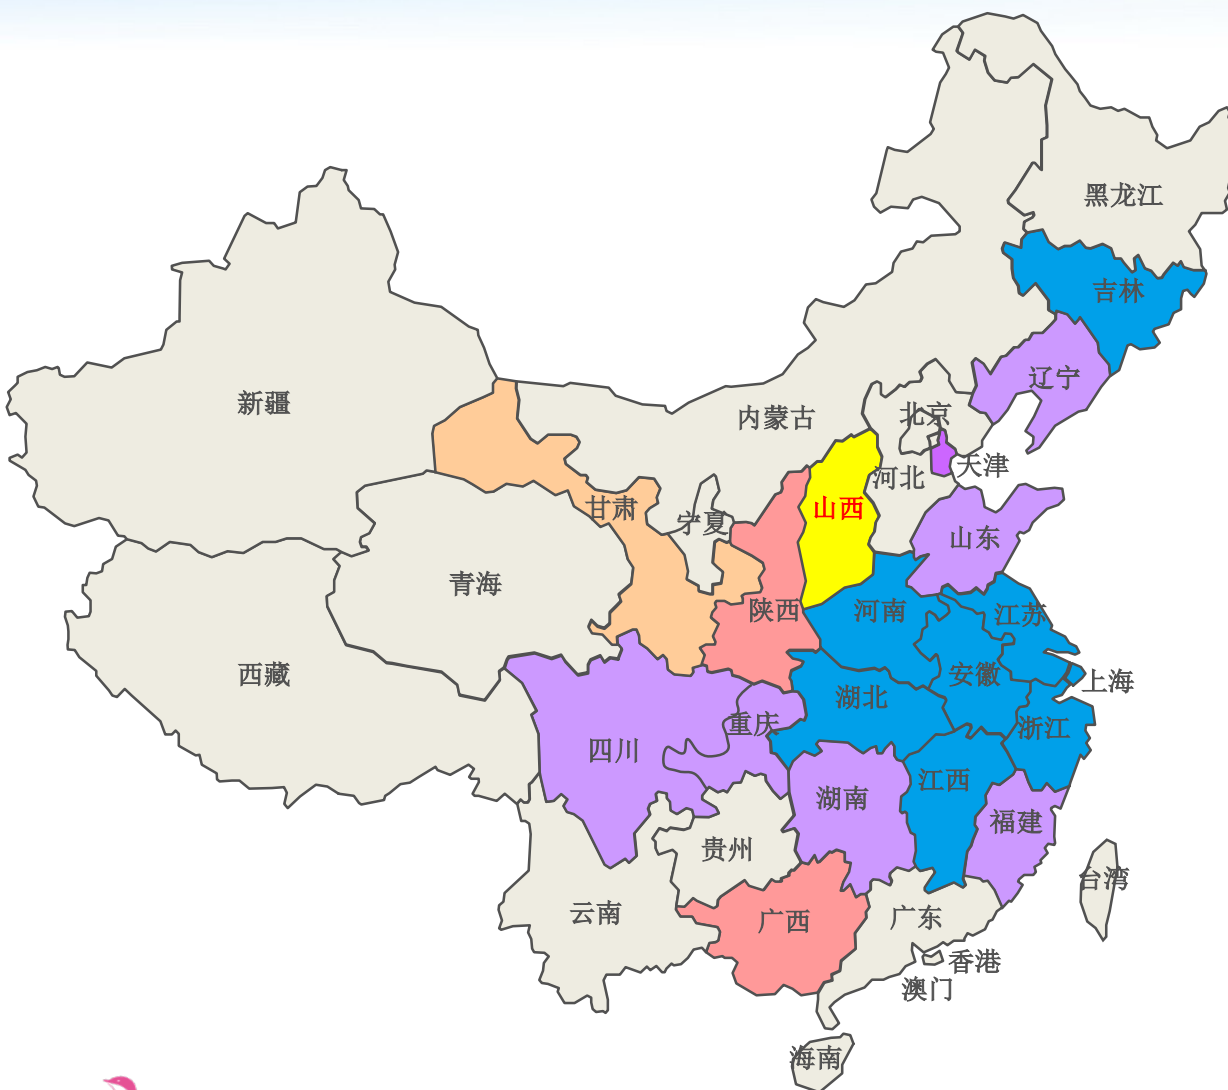 黑龙江
吉林
辽宁
新疆
内蒙古
北京
天津
河北
山西
甘肃
宁夏
山东
青海
陕西
河南
江苏
西藏
安徽
上海
湖北
重庆
浙江
四川
江西
湖南
福建
贵州
台湾
云南
广西
广东
香港
澳门
海南